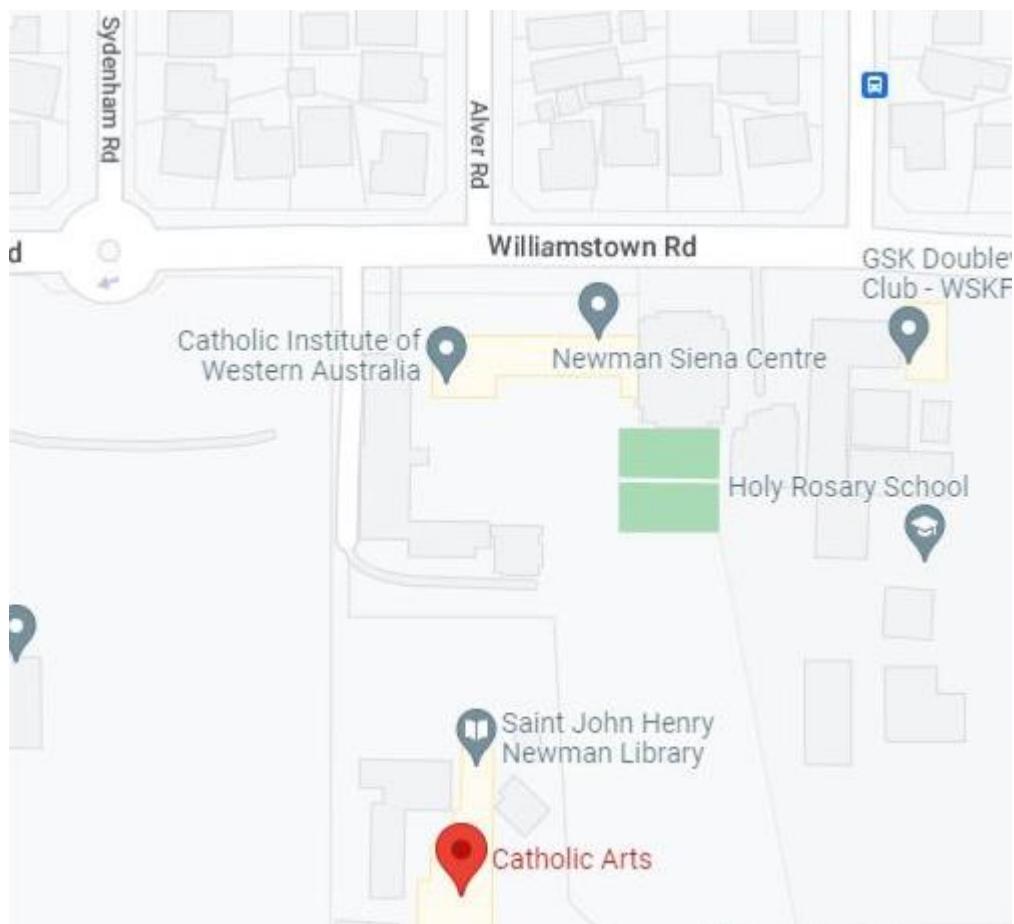 Sydenham Rd
Alver Rd
d
Williamstown Rd
GSK Doublev
Club - WSKF
Catholic Institute of
Western Australia
Newman Siena Centre
Holy Rosary School
Saint John Henry
Newman Library
Catholic Arts